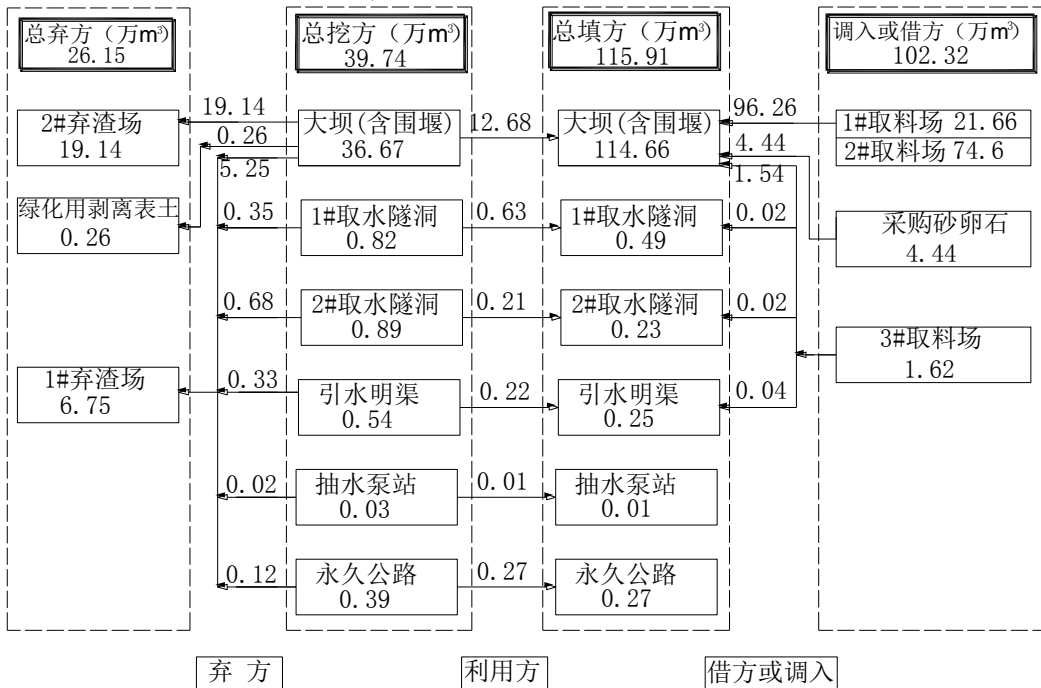 总弃方（万m³）
26.15
总挖方（万m³）
39.74
总填方（万m³）
115.91
调入或借方（万m³）
102.32
2#弃渣场
19.14
19.14
0.26
5.25
大坝(含围堰)
36.67
12.68
大坝(含围堰)
114.66
96.26
4.44
1.54
1#取料场 21.66
2#取料场 74.6
绿化用剥离表土
0.26
0.35
1#取水隧洞
0.82
0.63
1#取水隧洞
0.49
0.02
采购砂卵石
4.44
0.68
2#取水隧洞
0.89
0.21
2#取水隧洞
0.23
0.02
3#取料场
1.62
1#弃渣场
6.75
0.33
引水明渠
0.54
0.22
引水明渠
0.25
0.04
0.02
抽水泵站
0.03
0.01
抽水泵站
0.01
0.12
永久公路
0.39
0.27
永久公路
0.27
弃 方
利用方
借方或调入